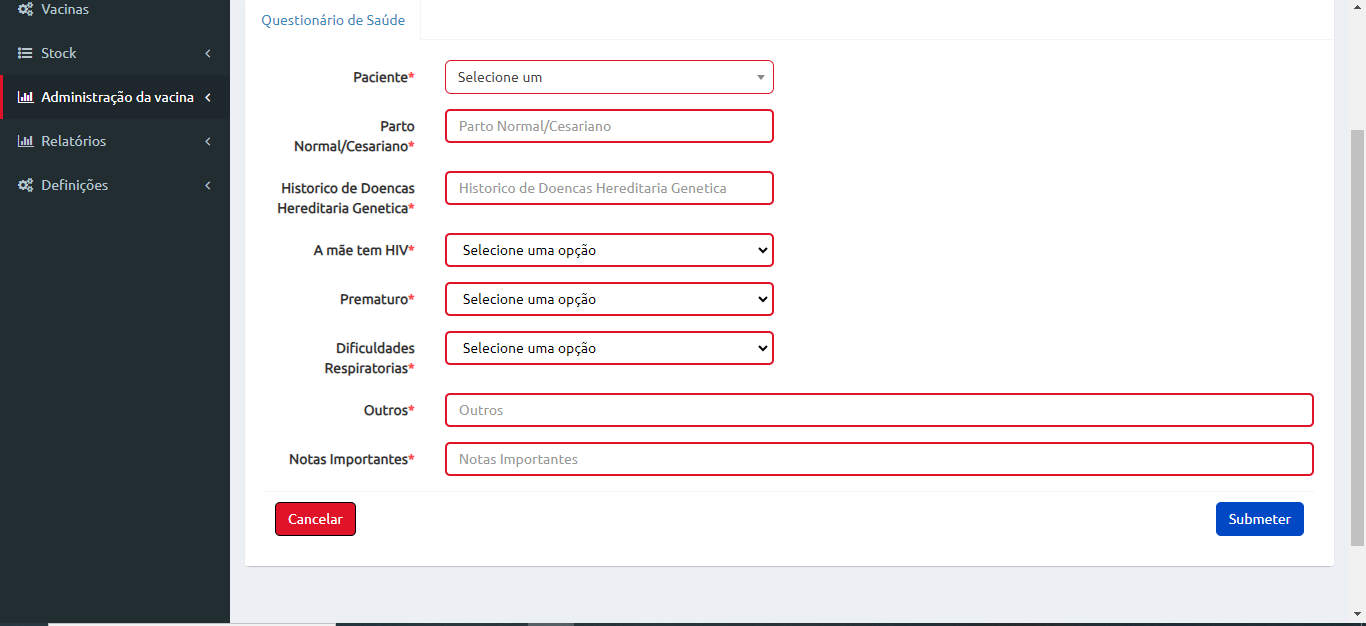 Vacinas
Stock
Administração da vacina
Relatórios
Definições
Questionário de Saúde
Paciente*
Selecione um
Parto
Normal/Cesariano*
Parto Normal/Cesariano
Historico de Doencas
Hereditaria Genetica*
Historico de Doencas Hereditaria Genetica
A mãe tem HIV*
Selecione uma opção
Prematuro*
Selecione uma opção
Dificuldades
Respiratorias*
Selecione uma opção
Outros*
Outros
Notas Importantes*
Notas Importantes
Cancelar
Submeter